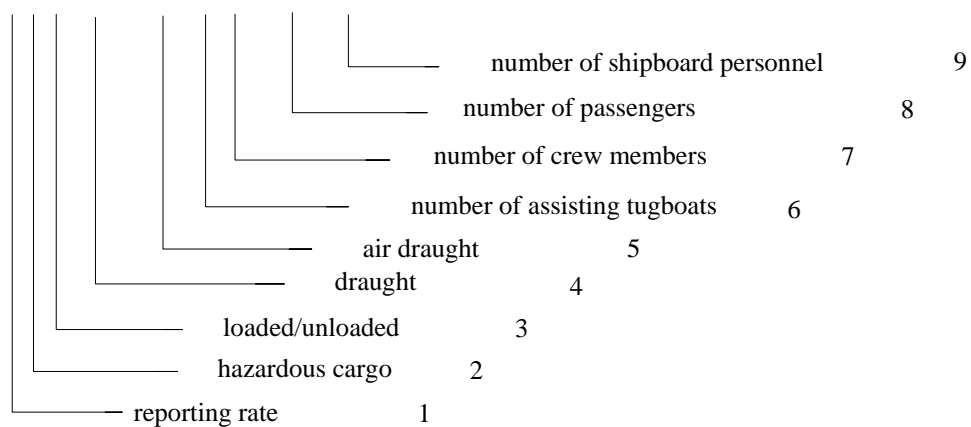 number of shipboard personnel 9
number of passengers 8
number of crew members 7
number of assisting tugboats 6
air draught 5
draught 4
loaded/unloaded 3
hazardous cargo 2
reporting rate 1